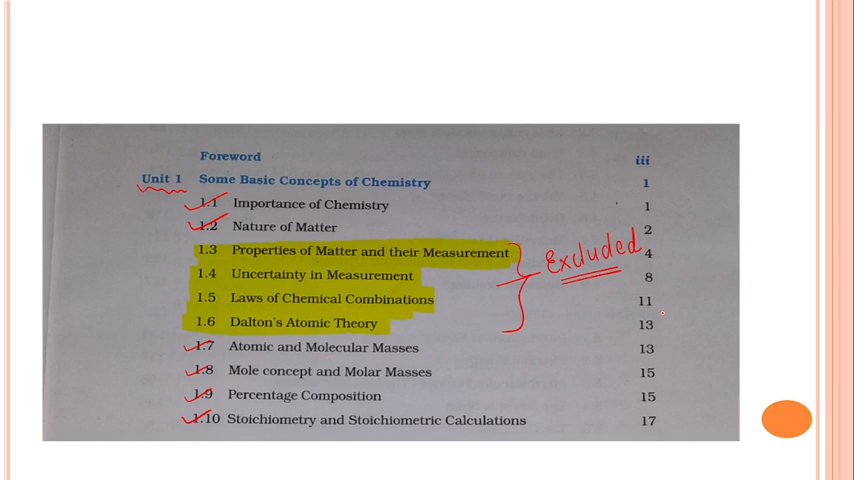 Foreword iii
Unit 1 Some Basic Concepts of Chemistry 1
1.1 Importance of Chemistry 1
1.2 Nature of Matter 2
1.3 Properties of Matter and their Measurement 4
Excluded
1.4 Uncertainty in Measurement 8
1.5 Laws of Chemical Combinations 11
1.6 Dalton's Atomic Theory 13
1.7 Atomic and Molecular Masses 13
1.8 Mole concept and Molar Masses 15
1.9 Percentage Composition 15
1.10 Stoichiometry and Stoichiometric Calculations 17